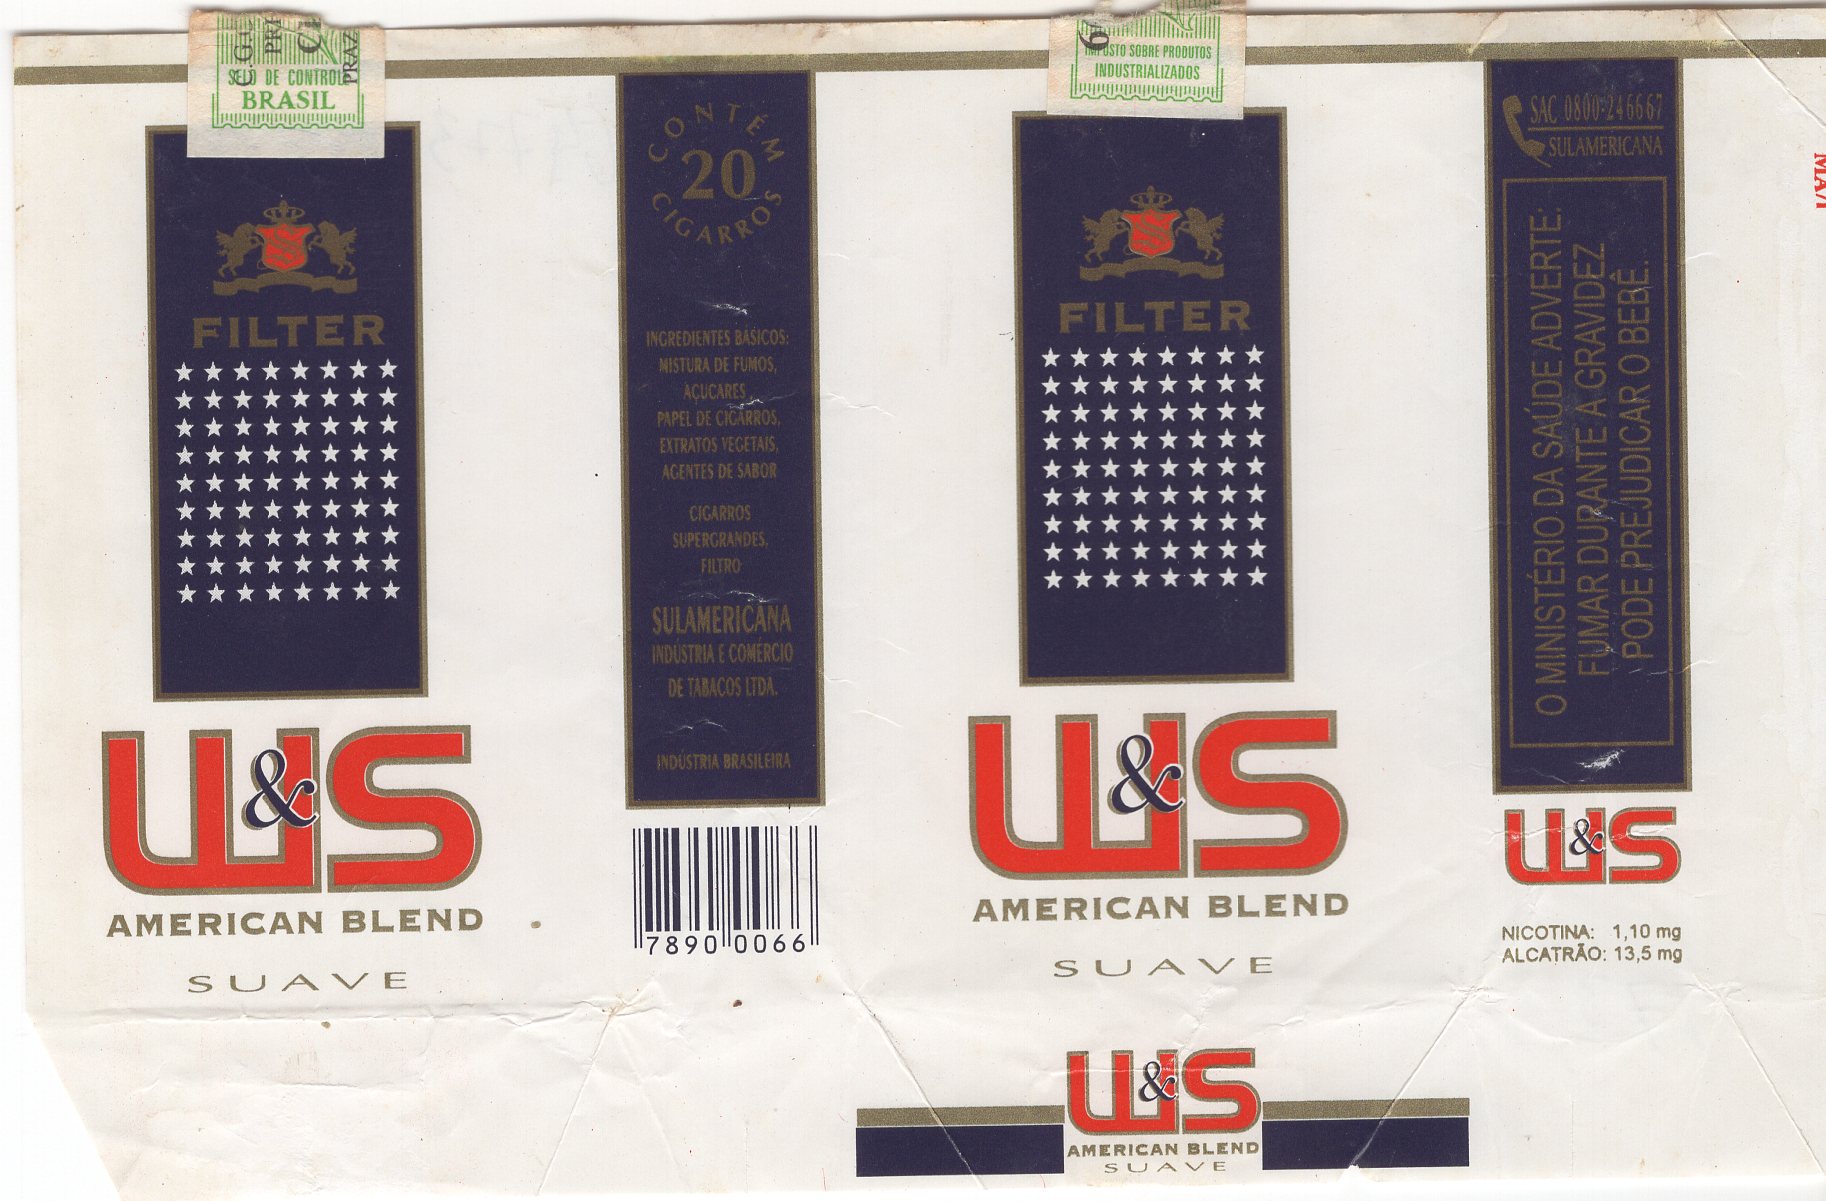 SELO DE CONTROLE
BRASIL
FILTER
W&S
AMERICAN BLEND
SUAVE
CONTÉM
20
CIGARROS
INGREDIENTES BÁSICOS:
MISTURA DE FUMOS,
AÇUCARES,
PAPEL DE CIGARROS,
EXTRATOS VEGETAIS,
AGENTES DE SABOR
CIGARROS
SUPERGRANDES,
FILTRO
SULAMERICANA
INDÚSTRIA E COMÉRCIO
DE TABACOS LTDA.
INDÚSTRIA BRASILEIRA
7890 0066
IMPOSTO SOBRE PRODUTOS
INDUSTRIALIZADOS
FILTER
W&S
AMERICAN BLEND
SUAVE
SAC 0800-246667
SULAMERICANA
O MINISTÉRIO DA SAÚDE ADVERTE:
FUMAR DURANTE A GRAVIDEZ
PODE PREJUDICAR O BEBÊ.
W&S
NICOTINA: 1,10 mg
ALCATRÃO: 13,5 mg
W&S
AMERICAN BLEND
SUAVE